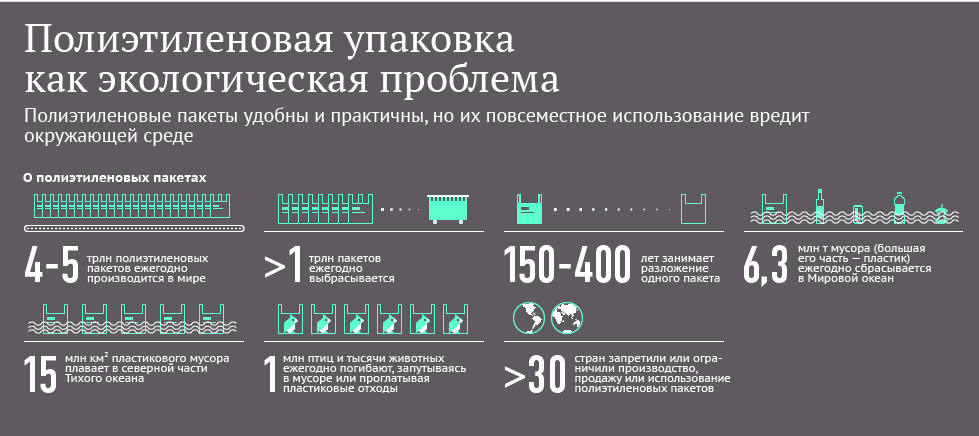 Полиэтиленовая упаковка
как экологическая проблема
Полиэтиленовые пакеты удобны и практичны, но их повсеместное использование вредит
окружающей среде
О полиэтиленовых пакетах
4-5
трлн полиэтиленовых
пакетов ежегодно
производится в мире
>1
трлн пакетов
ежегодно
выбрасывается
150-400
лет занимает
разложение
одного пакета
6,3
млн т мусора (большая
его часть — пластик)
ежегодно сбрасывается
в Мировой океан
15
млн км² пластикового мусора
плавает в северной части
Тихого океана
1
млн птиц и тысячи животных
ежегодно погибают, запутываясь
в мусоре или проглатывая
пластиковые отходы
>30
стран запретили или огра-
ничили производство,
продажу или использование
полиэтиленовых пакетов